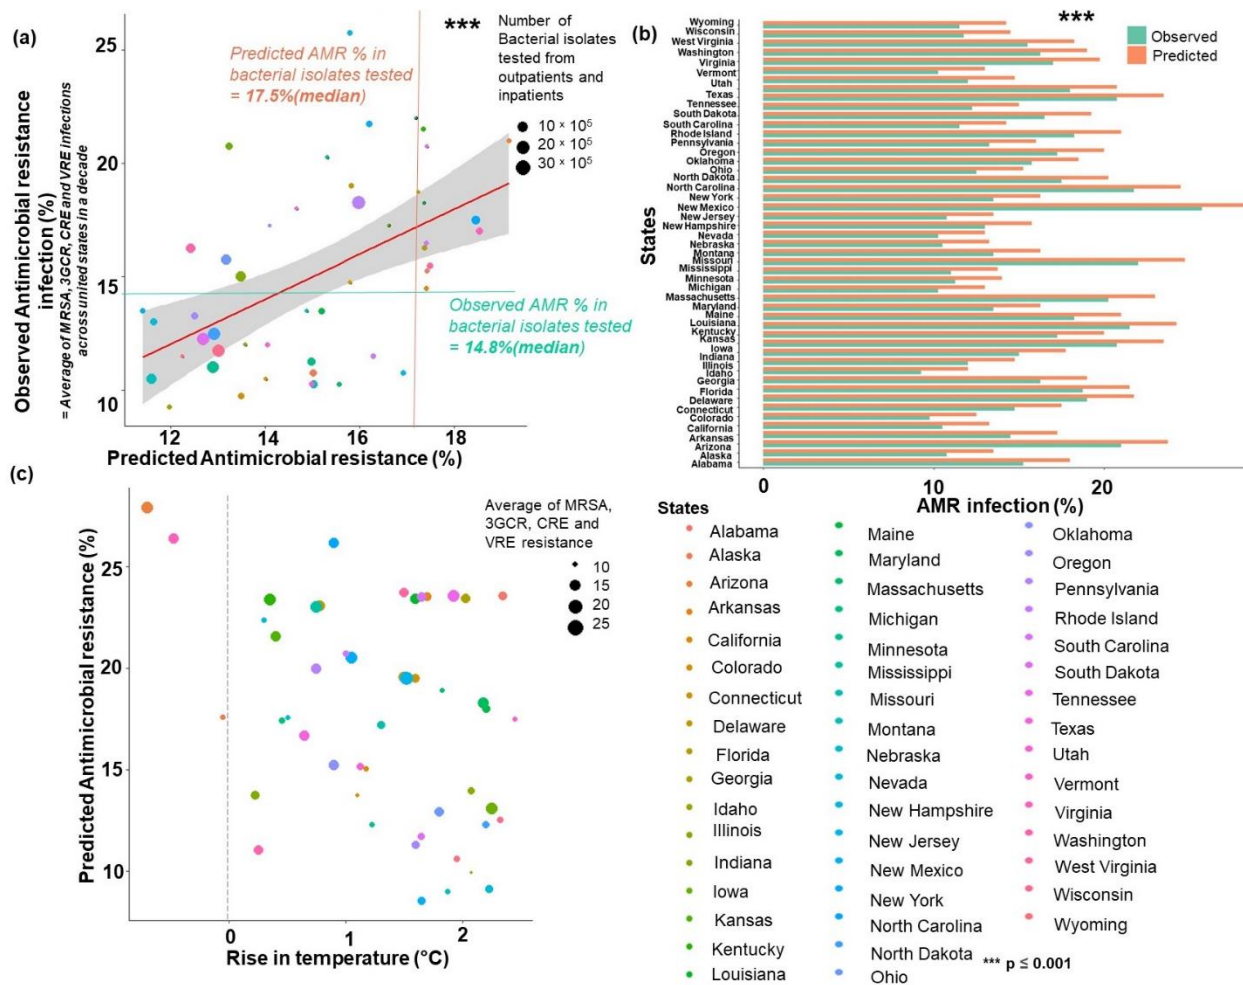 (a)
Predicted AMR % in
bacterial isolates tested
= 17.5%(median)
***
Number of
Bacterial isolates
tested from
outpatients and
inpatients
10 × 10⁵
20 × 10⁵
30 × 10⁵
Observed AMR % in
bacterial isolates tested
= 14.8%(median)
Observed Antimicrobial resistance
infection (%)
= Average of MRSA, 3GCR, CRE and VRE infections
across united states in a decade
25
20
15
10
12
14
16
18
Predicted Antimicrobial resistance (%)
(b)
***
Observed
Predicted
States
Wyoming
Wisconsin
West Virginia
Washington
Virginia
Vermont
Utah
Texas
Tennessee
South Dakota
South Carolina
Rhode Island
Pennsylvania
Oregon
Oklahoma
Ohio
North Dakota
North Carolina
New York
New Mexico
New Jersey
New Hampshire
Nevada
Nebraska
Montana
Missouri
Mississippi
Minnesota
Michigan
Massachusetts
Maryland
Maine
Louisiana
Kentucky
Kansas
Iowa
Indiana
Illinois
Idaho
Georgia
Florida
Delaware
Connecticut
Colorado
California
Arkansas
Arizona
Alaska
Alabama
0
10
20
AMR infection (%)
(c)
Average of MRSA,
3GCR, CRE and
VRE resistance
10
15
20
25
Predicted Antimicrobial resistance (%)
25
20
15
10
0
1
2
Rise in temperature (°C)
States
Alabama
Alaska
Arizona
Arkansas
California
Colorado
Connecticut
Delaware
Florida
Georgia
Idaho
Illinois
Indiana
Iowa
Kansas
Kentucky
Louisiana
Maine
Maryland
Massachusetts
Michigan
Minnesota
Mississippi
Missouri
Montana
Nebraska
Nevada
New Hampshire
New Jersey
New Mexico
New York
North Carolina
North Dakota
Ohio
Oklahoma
Oregon
Pennsylvania
Rhode Island
South Carolina
South Dakota
Tennessee
Texas
Utah
Vermont
Virginia
Washington
West Virginia
Wisconsin
Wyoming
*** p ≤ 0.001